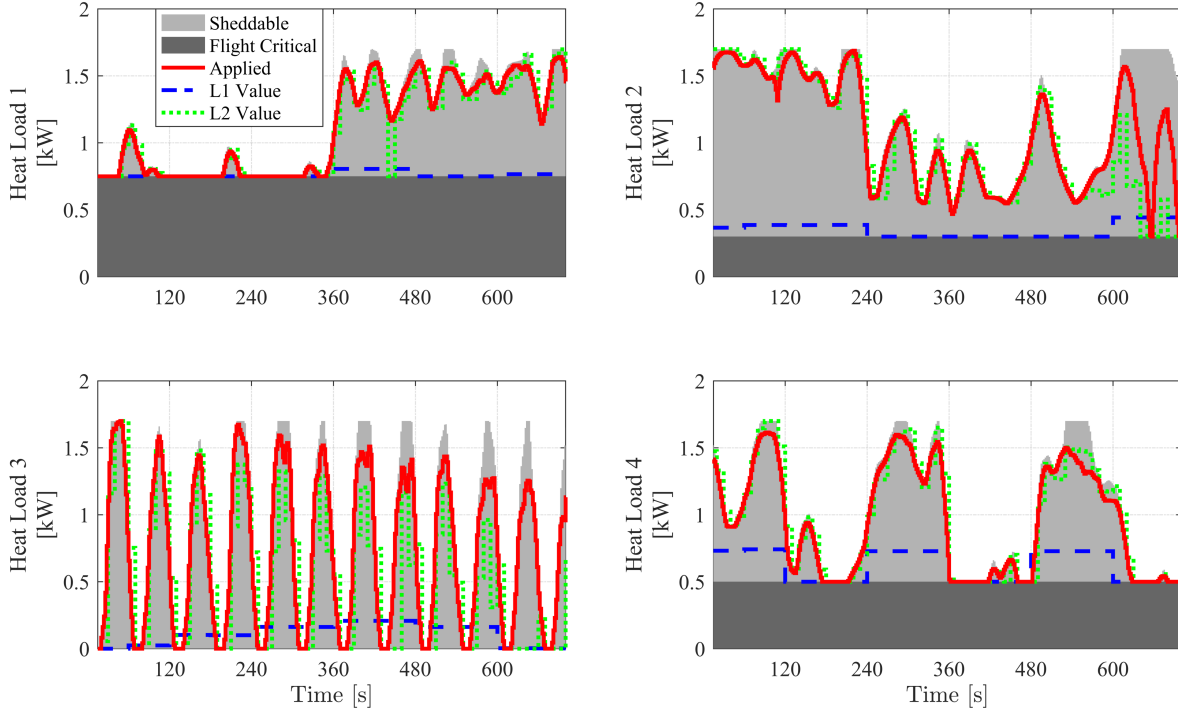 Sheddable
Flight Critical
Applied
L1 Value
L2 Value
Heat Load 1
[kW]
2
1.5
1
0.5
0
120 240 360 480 600
Heat Load 2
[kW]
2
1.5
1
0.5
0
120 240 360 480 600
Heat Load 3
[kW]
2
1.5
1
0.5
0
120 240 360 480 600
Time [s]
Heat Load 4
[kW]
2
1.5
1
0.5
0
120 240 360 480 600
Time [s]